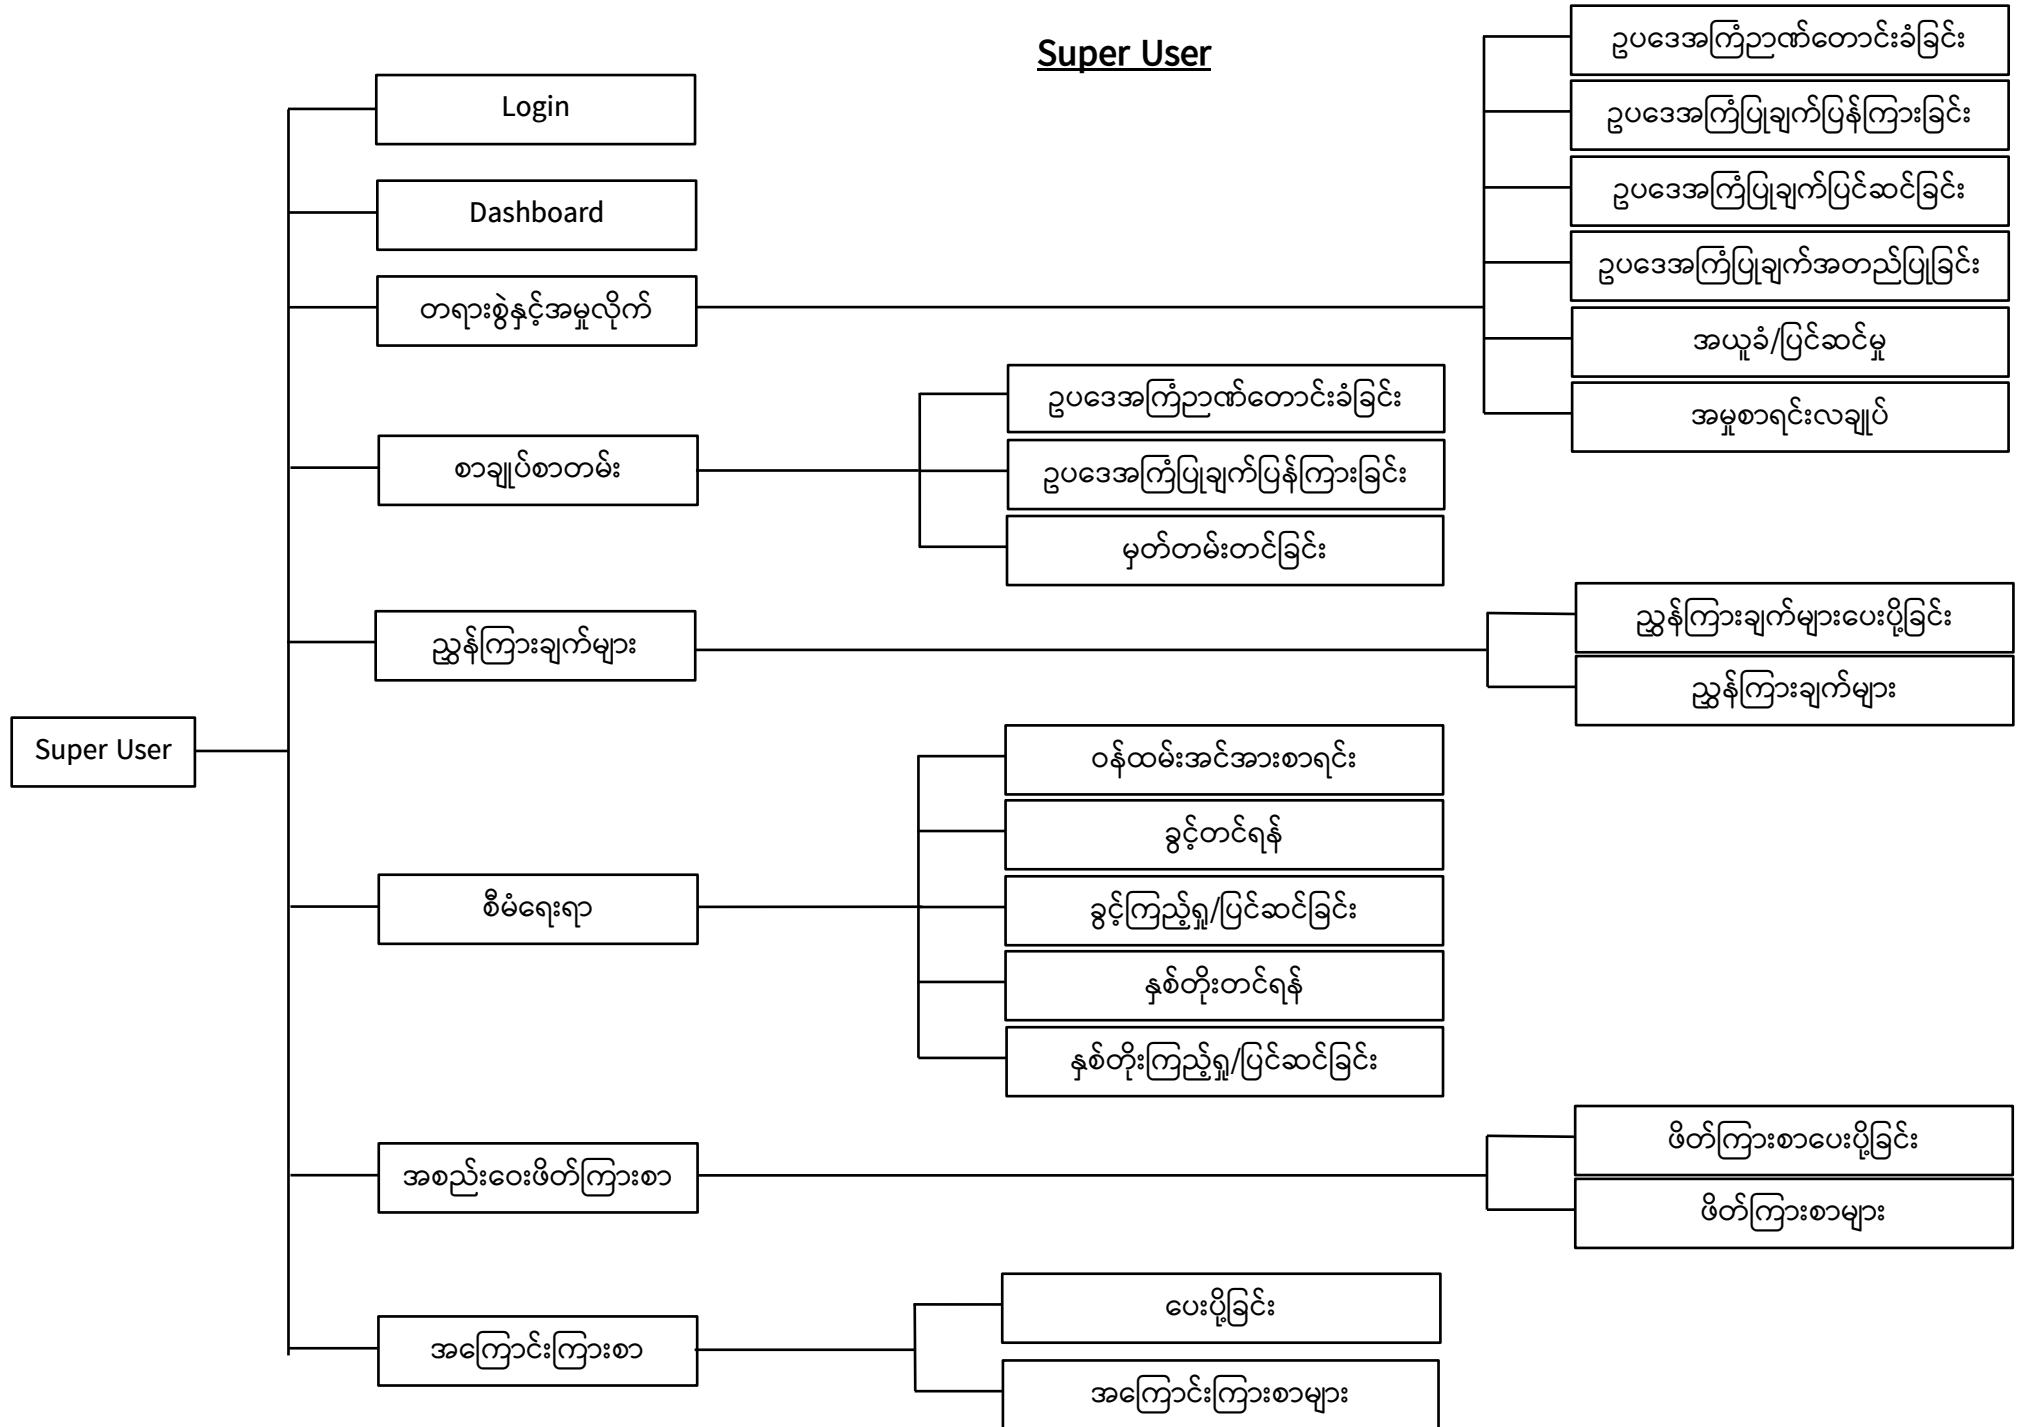 Super User
Super User
Login
Dashboard
တရားစွဲနှင့်အမှုလိုက်
ဥပဒေအကြံဉာဏ်တောင်းခံခြင်း
ဥပဒေအကြံပြုချက်ပြန်ကြားခြင်း
ဥပဒေအကြံပြုချက်ပြင်ဆင်ခြင်း
ဥပဒေအကြံပြုချက်အတည်ပြုခြင်း
အယူခံ/ပြင်ဆင်မှု
အမှုစာရင်းလချုပ်
စာချုပ်စာတမ်း
ဥပဒေအကြံဉာဏ်တောင်းခံခြင်း
ဥပဒေအကြံပြုချက်ပြန်ကြားခြင်း
မှတ်တမ်းတင်ခြင်း
ညွှန်ကြားချက်များ
ညွှန်ကြားချက်များပေးပို့ခြင်း
ညွှန်ကြားချက်များ
စီမံရေးရာ
ဝန်ထမ်းအင်အားစာရင်း
ခွင့်တင်ရန်
ခွင့်ကြည့်ရှု/ပြင်ဆင်ခြင်း
နှစ်တိုးတင်ရန်
နှစ်တိုးကြည့်ရှု/ပြင်ဆင်ခြင်း
အစည်းဝေးဖိတ်ကြားစာ
ဖိတ်ကြားစာပေးပို့ခြင်း
ဖိတ်ကြားစာများ
အကြောင်းကြားစာ
ပေးပို့ခြင်း
အကြောင်းကြားစာများ